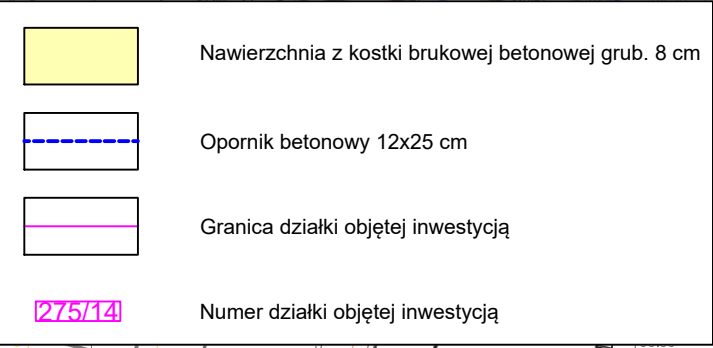 Nawierzchnia z kostki brukowej betonowej grub. 8 cm
Opornik betonowy 12x25 cm
Granica działki objętej inwestycją
275/14 Numer działki objętej inwestycją